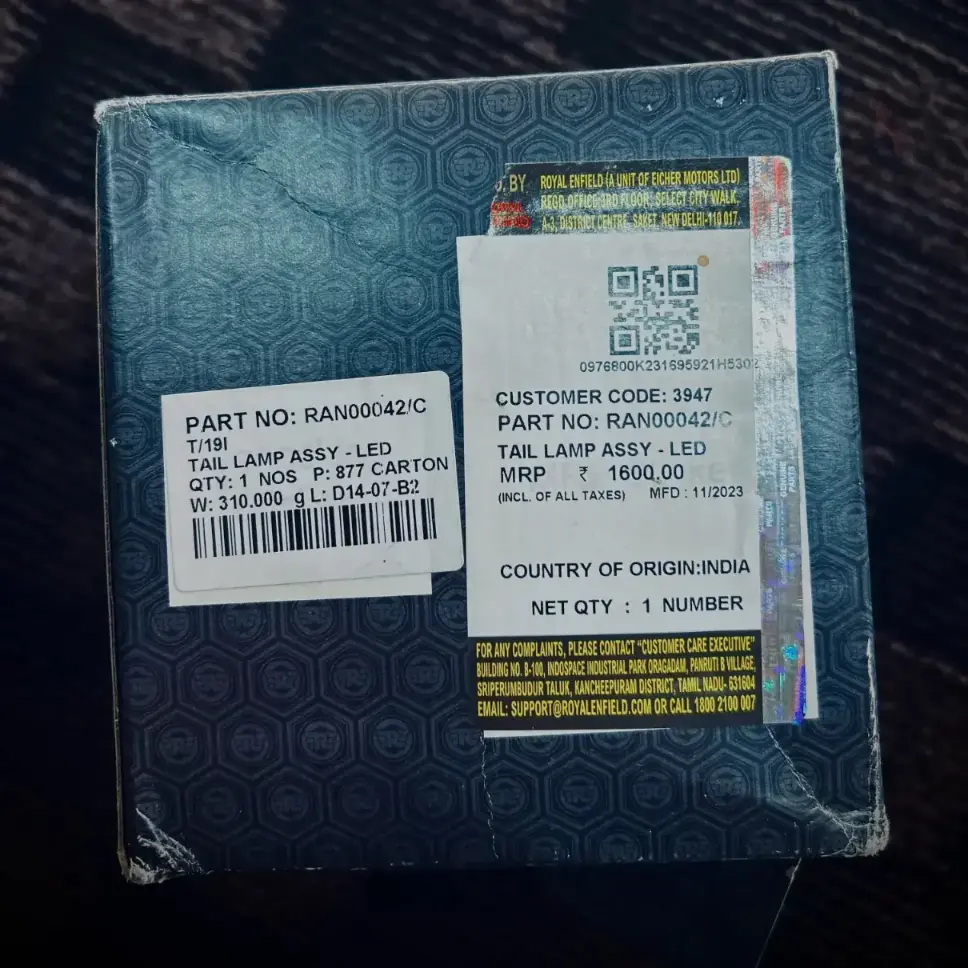 PART NO: RAN00042/C
T/19I
TAIL LAMP ASSY - LED
QTY: 1 NOS P: 877 CARTON
W: 310.000 g L: D14-07-B2
BY ROYAL ENFIELD (A UNIT OF EICHER MOTORS LTD)
REGD OFFICE: 3RD FLOOR, SELECT CITY WALK,
A-3, DISTRICT CENTRE, SAKET, NEW DELHI-110 017.
0976800K231695921H530
CUSTOMER CODE: 3947
PART NO: RAN00042/C
TAIL LAMP ASSY - LED
MRP ₹ 1600.00
(INCL. OF ALL TAXES) MFD : 11/2023
COUNTRY OF ORIGIN:INDIA
NET QTY : 1 NUMBER
FOR ANY COMPLAINTS, PLEASE CONTACT "CUSTOMER CARE EXECUTIVE"
BUILDING NO. B-100, INDOSPACE INDUSTRIAL PARK ORAGADAM, PANRUTI B VILLAGE,
SRIPERUMBUDUR TALUK, KANCHEEPURAM DISTRICT, TAMIL NADU- 631604
EMAIL: SUPPORT@ROYALENFIELD.COM OR CALL 1800 2100 007
GENUINE
PARTS